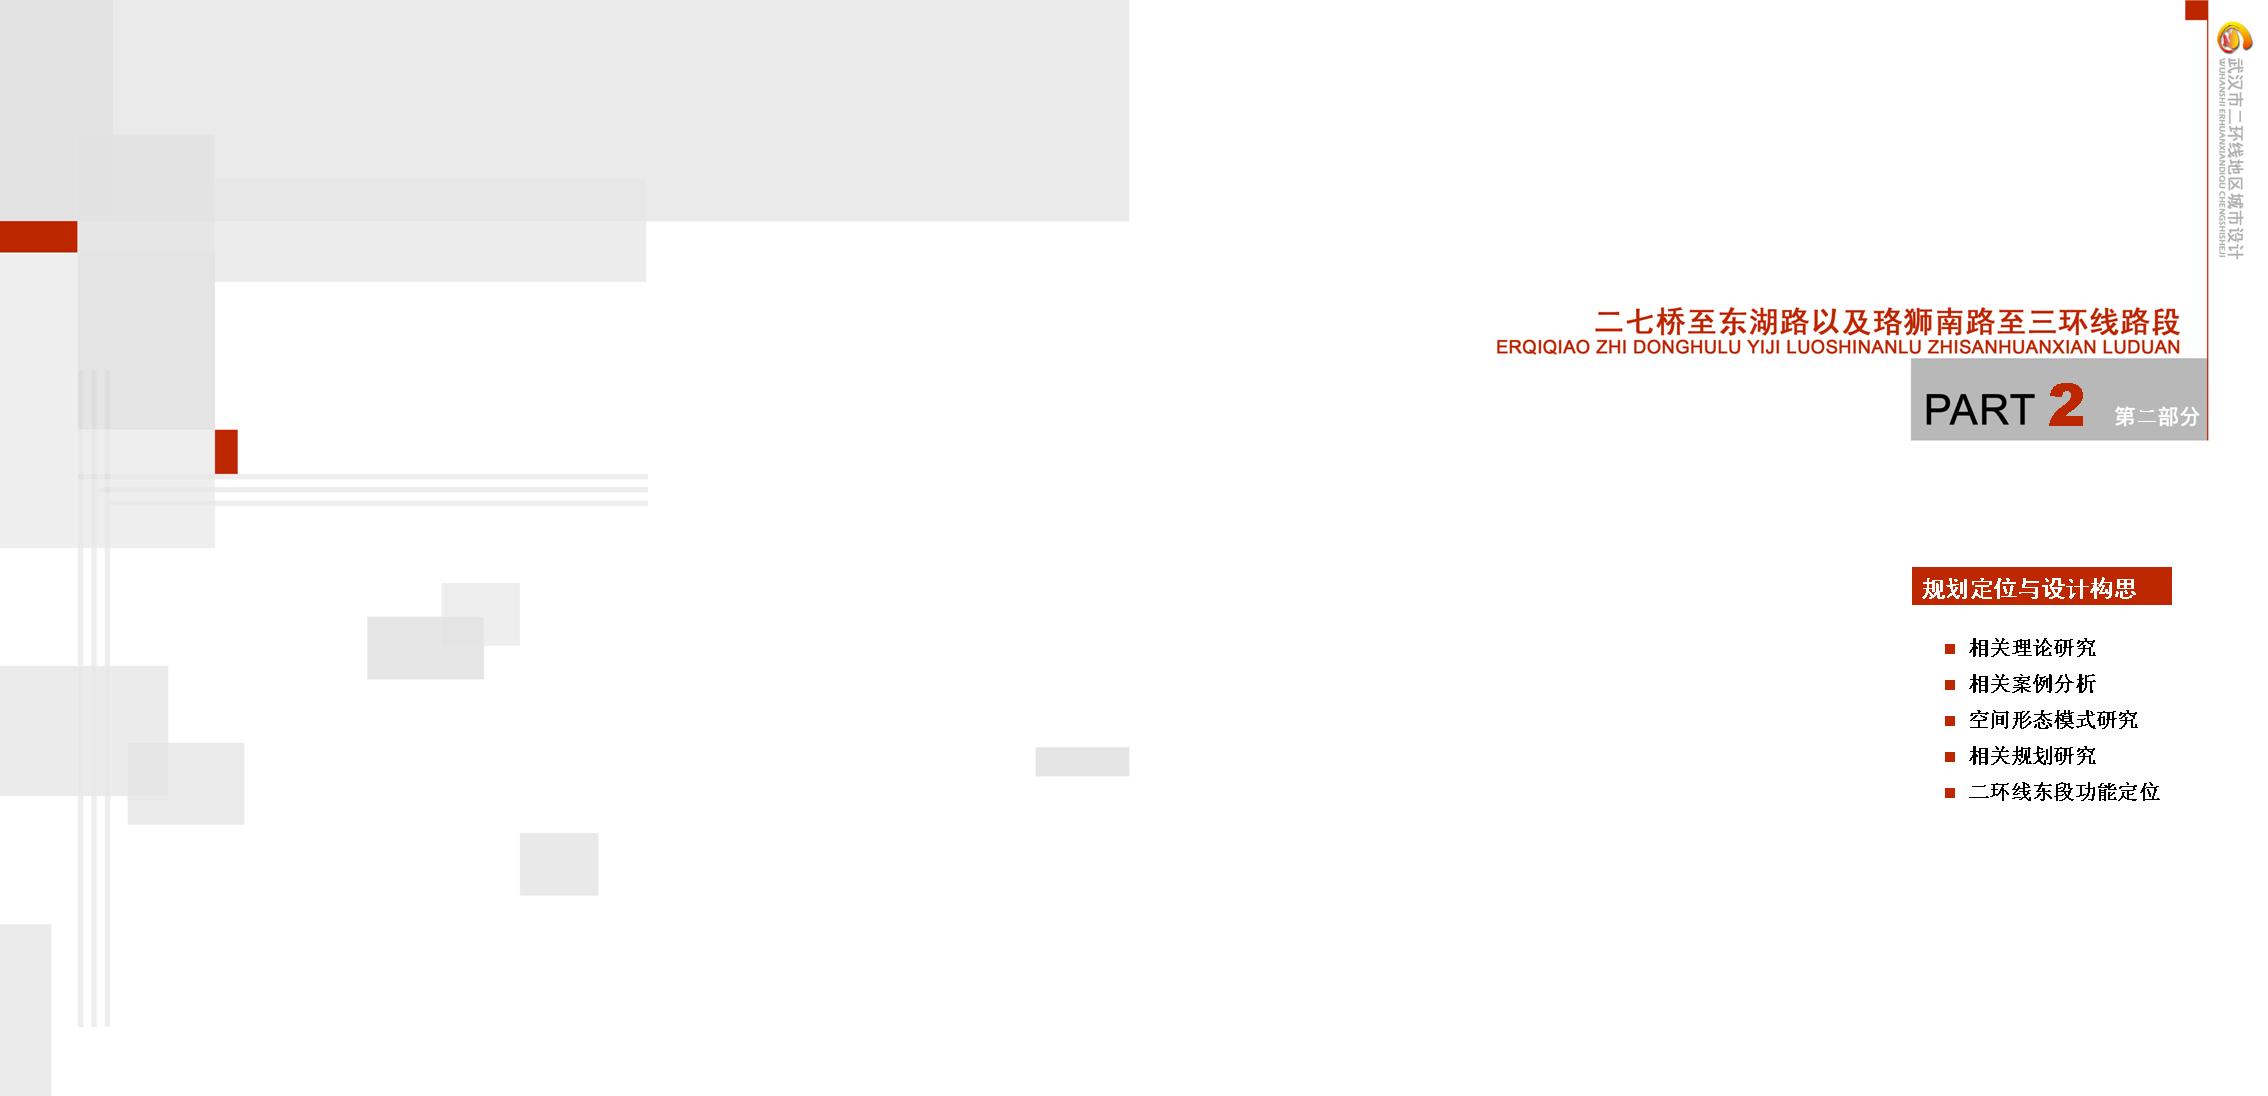 武汉市二环线地区城市设计
WUHANSHI ERHUANXIANDIQU CHENGSHISHEJI
二七桥至东湖路以及珞狮南路至三环线路段
ERQIQIAO ZHI DONGHULU YIJI LUOSHINANLU ZHISANHUANXIAN LUDUAN
PART 2 第二部分
规划定位与设计构思
相关理论研究
相关案例分析
空间形态模式研究
相关规划研究
二环线东段功能定位